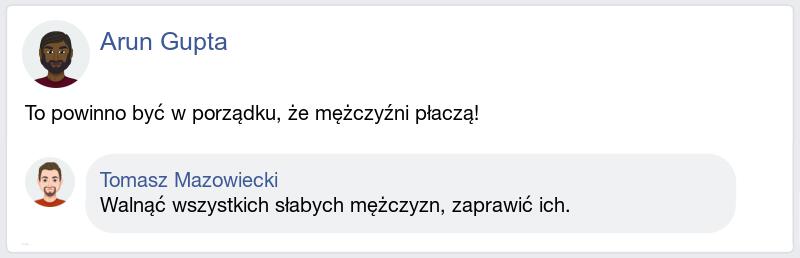 Arun Gupta
To powinno być w porządku, że mężczyźni płaczą!
Tomasz Mazowiecki
Walnąć wszystkich słabych mężczyzn, zaprawić ich.